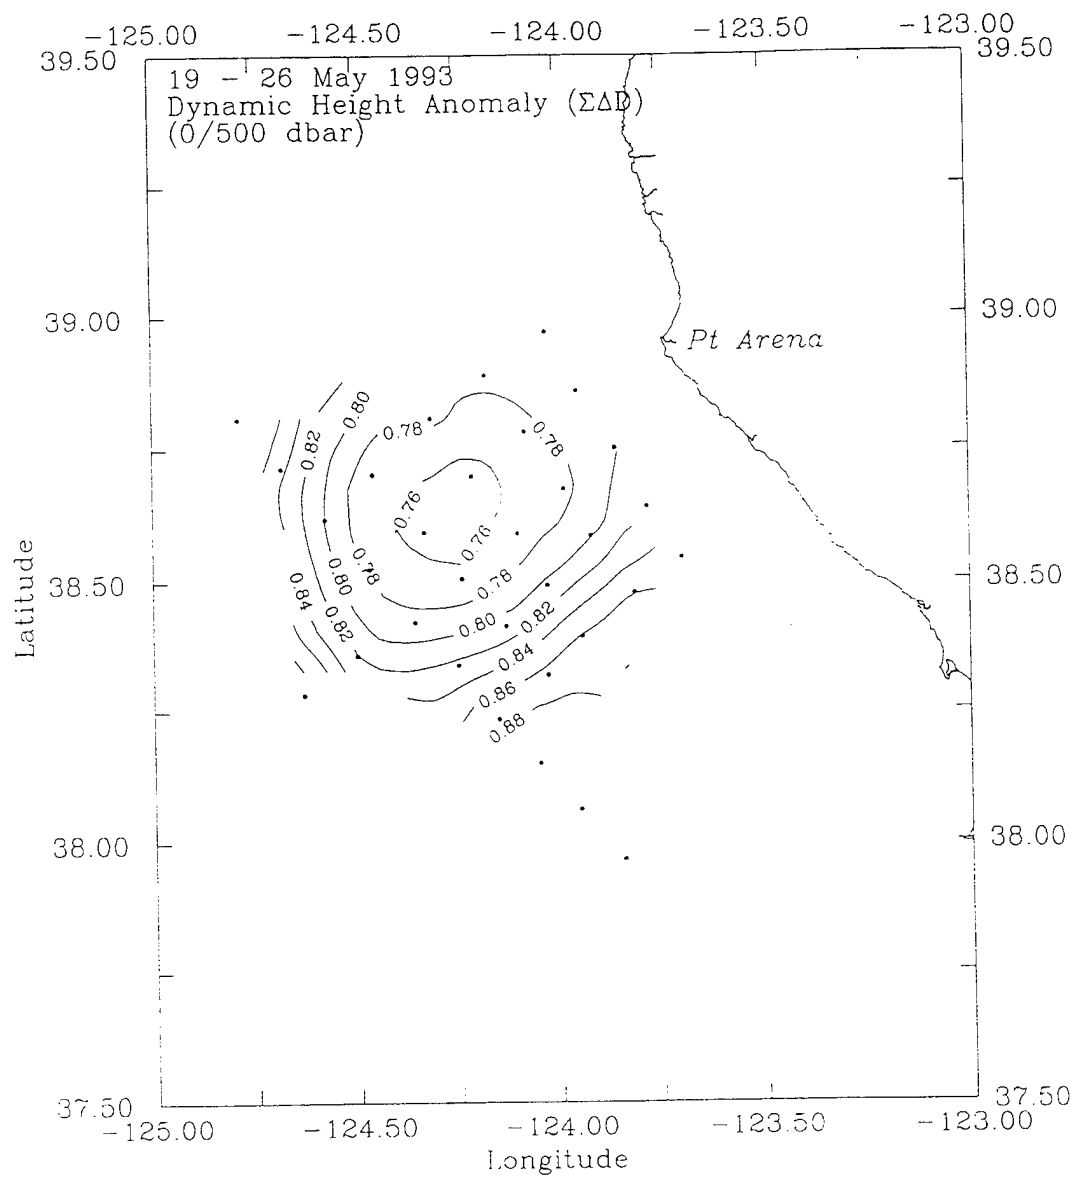 -125.00 -124.50 -124.00 -123.50 -123.00
39.50 39.50
19 - 26 May 1993
Dynamic Height Anomaly (ΣΔD)
(0/500 dbar)
39.00 39.00
Pt Arena
0.80
0.82 0.78 0.78
0.76
0.76
0.78 0.78
0.80
0.84
0.82 0.80 0.82
0.84
0.86
0.88
38.50 38.50
Latitude
38.00 38.00
37.50 37.50
-125.00 -124.50 -124.00 -123.50 -123.00
Longitude